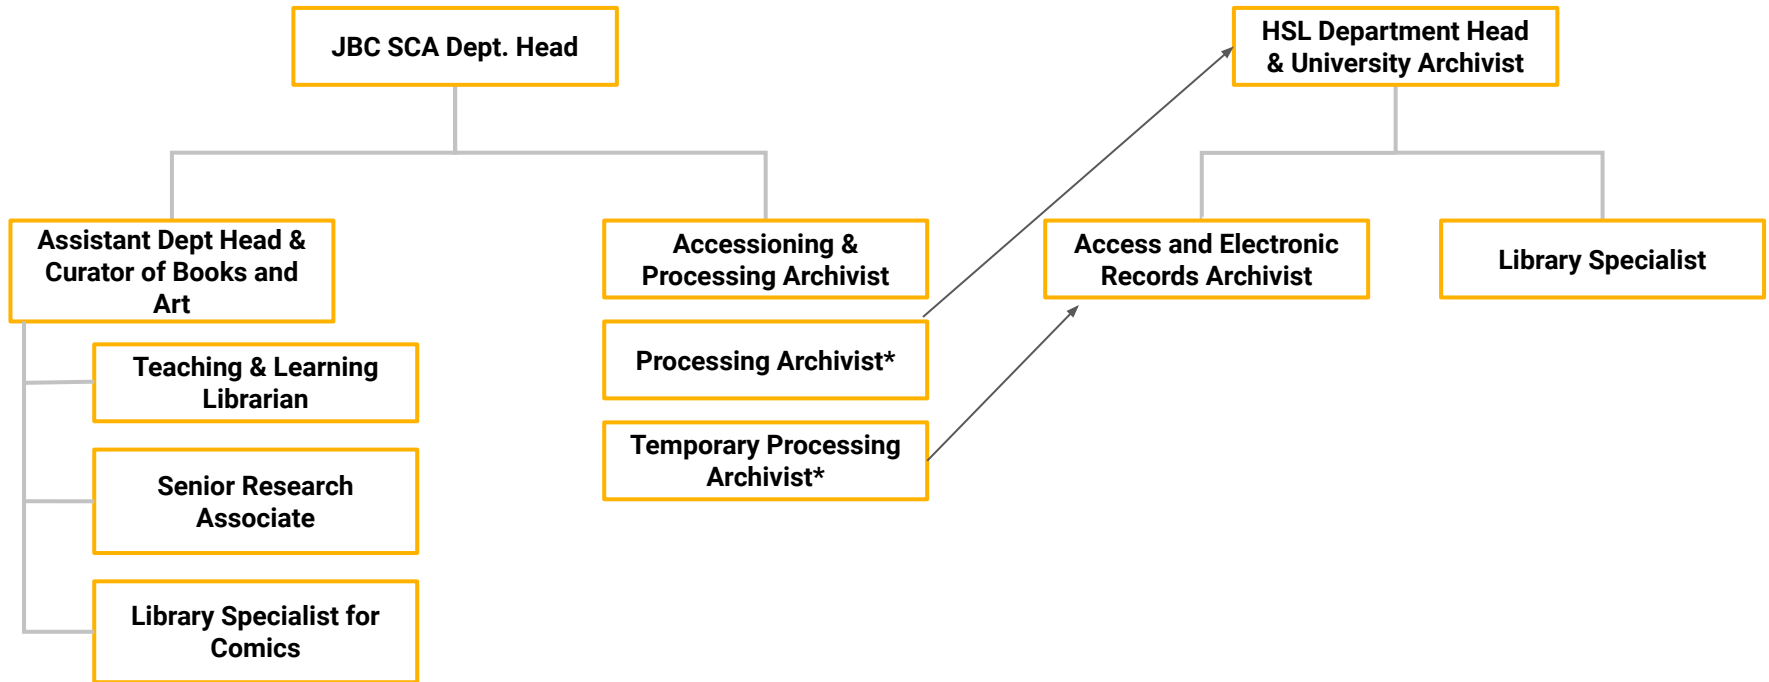 JBC SCA Dept. Head
HSL Department Head
& University Archivist
Assistant Dept Head &
Curator of Books and
Art
Accessioning &
Processing Archivist
Access and Electronic
Records Archivist
Library Specialist
Processing Archivist*
Teaching & Learning
Librarian
Temporary Processing
Archivist*
Senior Research
Associate
Library Specialist for
Comics